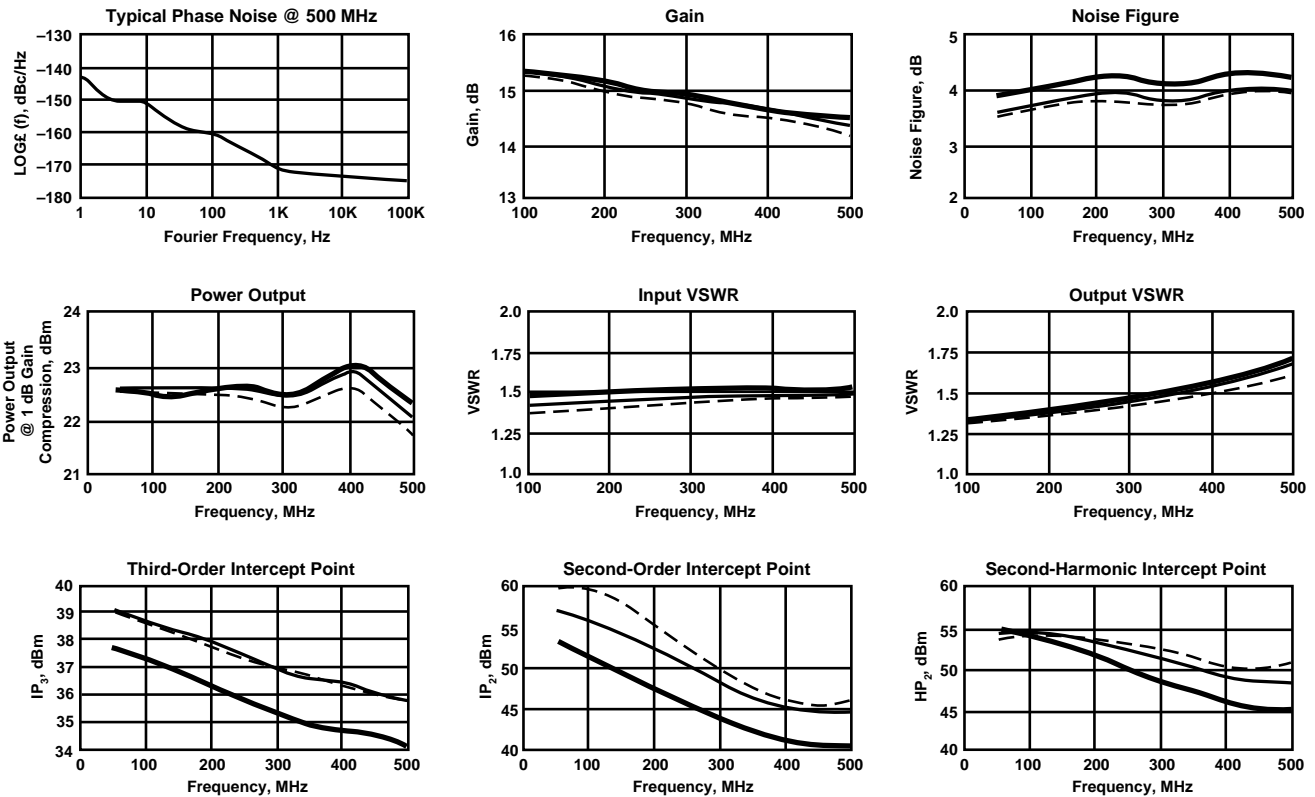 Typical Phase Noise @ 500 MHz
LOG£ (f), dBc/Hz
–130
–140
–150
–160
–170
–180
1 10 100 1K 10K 100K
Fourier Frequency, Hz
Gain
Gain, dB
16
15
14
13
100 200 300 400 500
Frequency, MHz
Noise Figure
Noise Figure, dB
5
4
3
2
0 100 200 300 400 500
Frequency, MHz
Power Output
Power Output
@ 1 dB Gain
Compression, dBm
24
23
22
21
0 100 200 300 400 500
Frequency, MHz
Input VSWR
VSWR
2.0
1.75
1.5
1.25
1.0
100 200 300 400 500
Frequency, MHz
Output VSWR
VSWR
2.0
1.75
1.5
1.25
1.0
100 200 300 400 500
Frequency, MHz
Third-Order Intercept Point
IP3, dBm
40
39
38
37
36
35
34
0 100 200 300 400 500
Frequency, MHz
Second-Order Intercept Point
IP2, dBm
60
55
50
45
40
0 100 200 300 400 500
Frequency, MHz
Second-Harmonic Intercept Point
HP2, dBm
60
55
50
45
40
0 100 200 300 400 500
Frequency, MHz